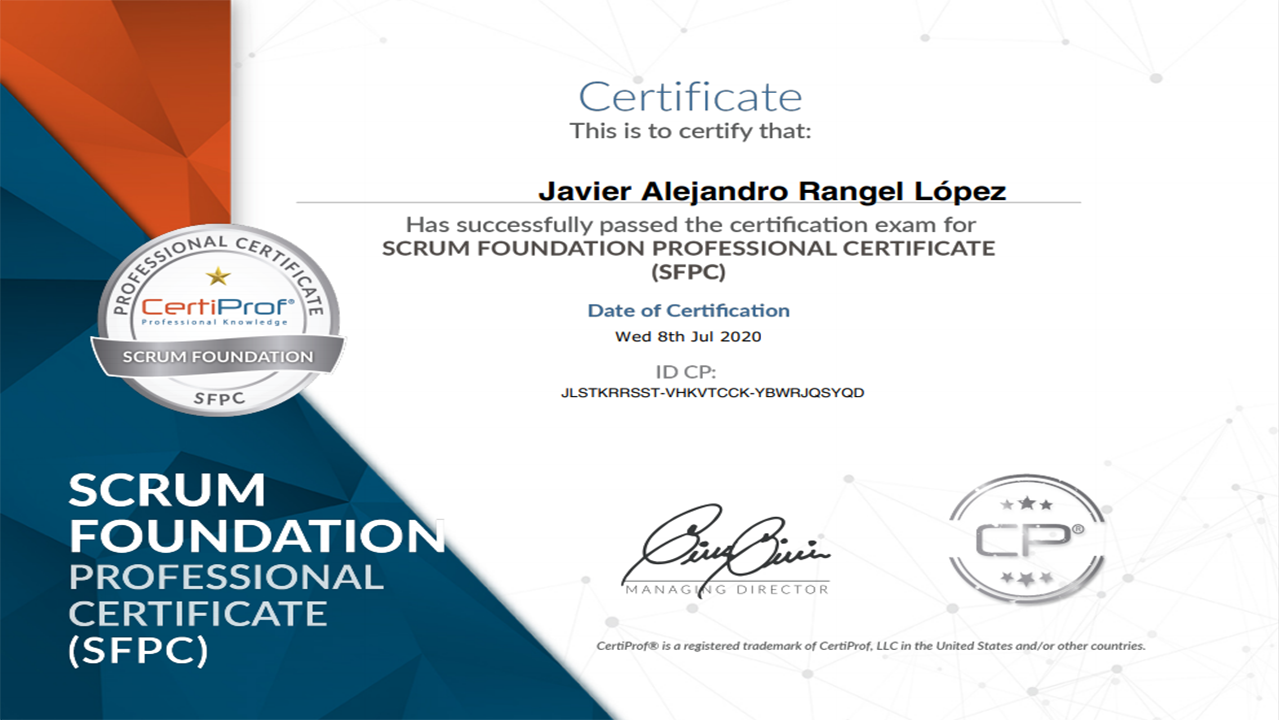 Certificate
This is to certify that:
Javier Alejandro Rangel López
Has successfully passed the certification exam for
SCRUM FOUNDATION PROFESSIONAL CERTIFICATE
(SFPC)
Date of Certification
Wed 8th Jul 2020
ID CP:
JLSTKRRSST-VHKVTCCK-YBWRJQSYQD
PROFESSIONAL CERTIFICATE
CertiProf®
Professional Knowledge
SCRUM FOUNDATION
SFPC
SCRUM
FOUNDATION
PROFESSIONAL
CERTIFICATE
(SFPC)
MANAGING DIRECTOR
CP®
CertiProf® is a registered trademark of CertiProf, LLC in the United States and/or other countries.